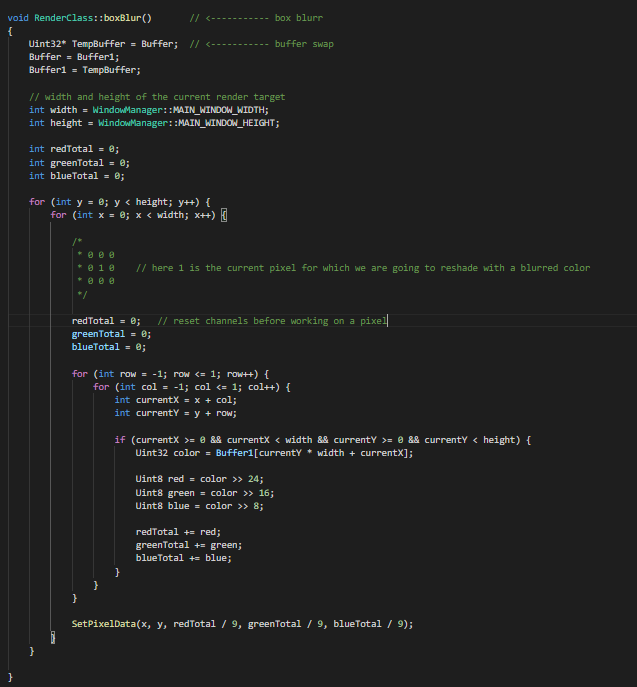 void RenderClass::boxBlur()       // <----------- box blurr
{
    Uint32* TempBuffer = Buffer;  // <----------- buffer swap
    Buffer = Buffer1;
    Buffer1 = TempBuffer;
    // width and height of the current render target
    int width = WindowManager::MAIN_WINDOW_WIDTH;
    int height = WindowManager::MAIN_WINDOW_HEIGHT;
    int redTotal = 0;
    int greenTotal = 0;
    int blueTotal = 0;
    for (int y = 0; y < height; y++) {
        for (int x = 0; x < width; x++) {
            /*
             * 0 0 0
             * 0 1 0    // here 1 is the current pixel for which we are going to reshade with a blurred color
             * 0 0 0
             */
            redTotal = 0;   // reset channels before working on a pixel
            greenTotal = 0;
            blueTotal = 0;
            for (int row = -1; row <= 1; row++) {
                for (int col = -1; col <= 1; col++) {
                    int currentX = x + col;
                    int currentY = y + row;
                    if (currentX >= 0 && currentX < width && currentY >= 0 && currentY < height) {
                        Uint32 color = Buffer1[currentY * width + currentX];
                        Uint8 red = color >> 24;
                        Uint8 green = color >> 16;
                        Uint8 blue = color >> 8;
                        redTotal += red;
                        greenTotal += green;
                        blueTotal += blue;
                    }
                }
            }
            SetPixelData(x, y, redTotal / 9, greenTotal / 9, blueTotal / 9);
        }
    }
}